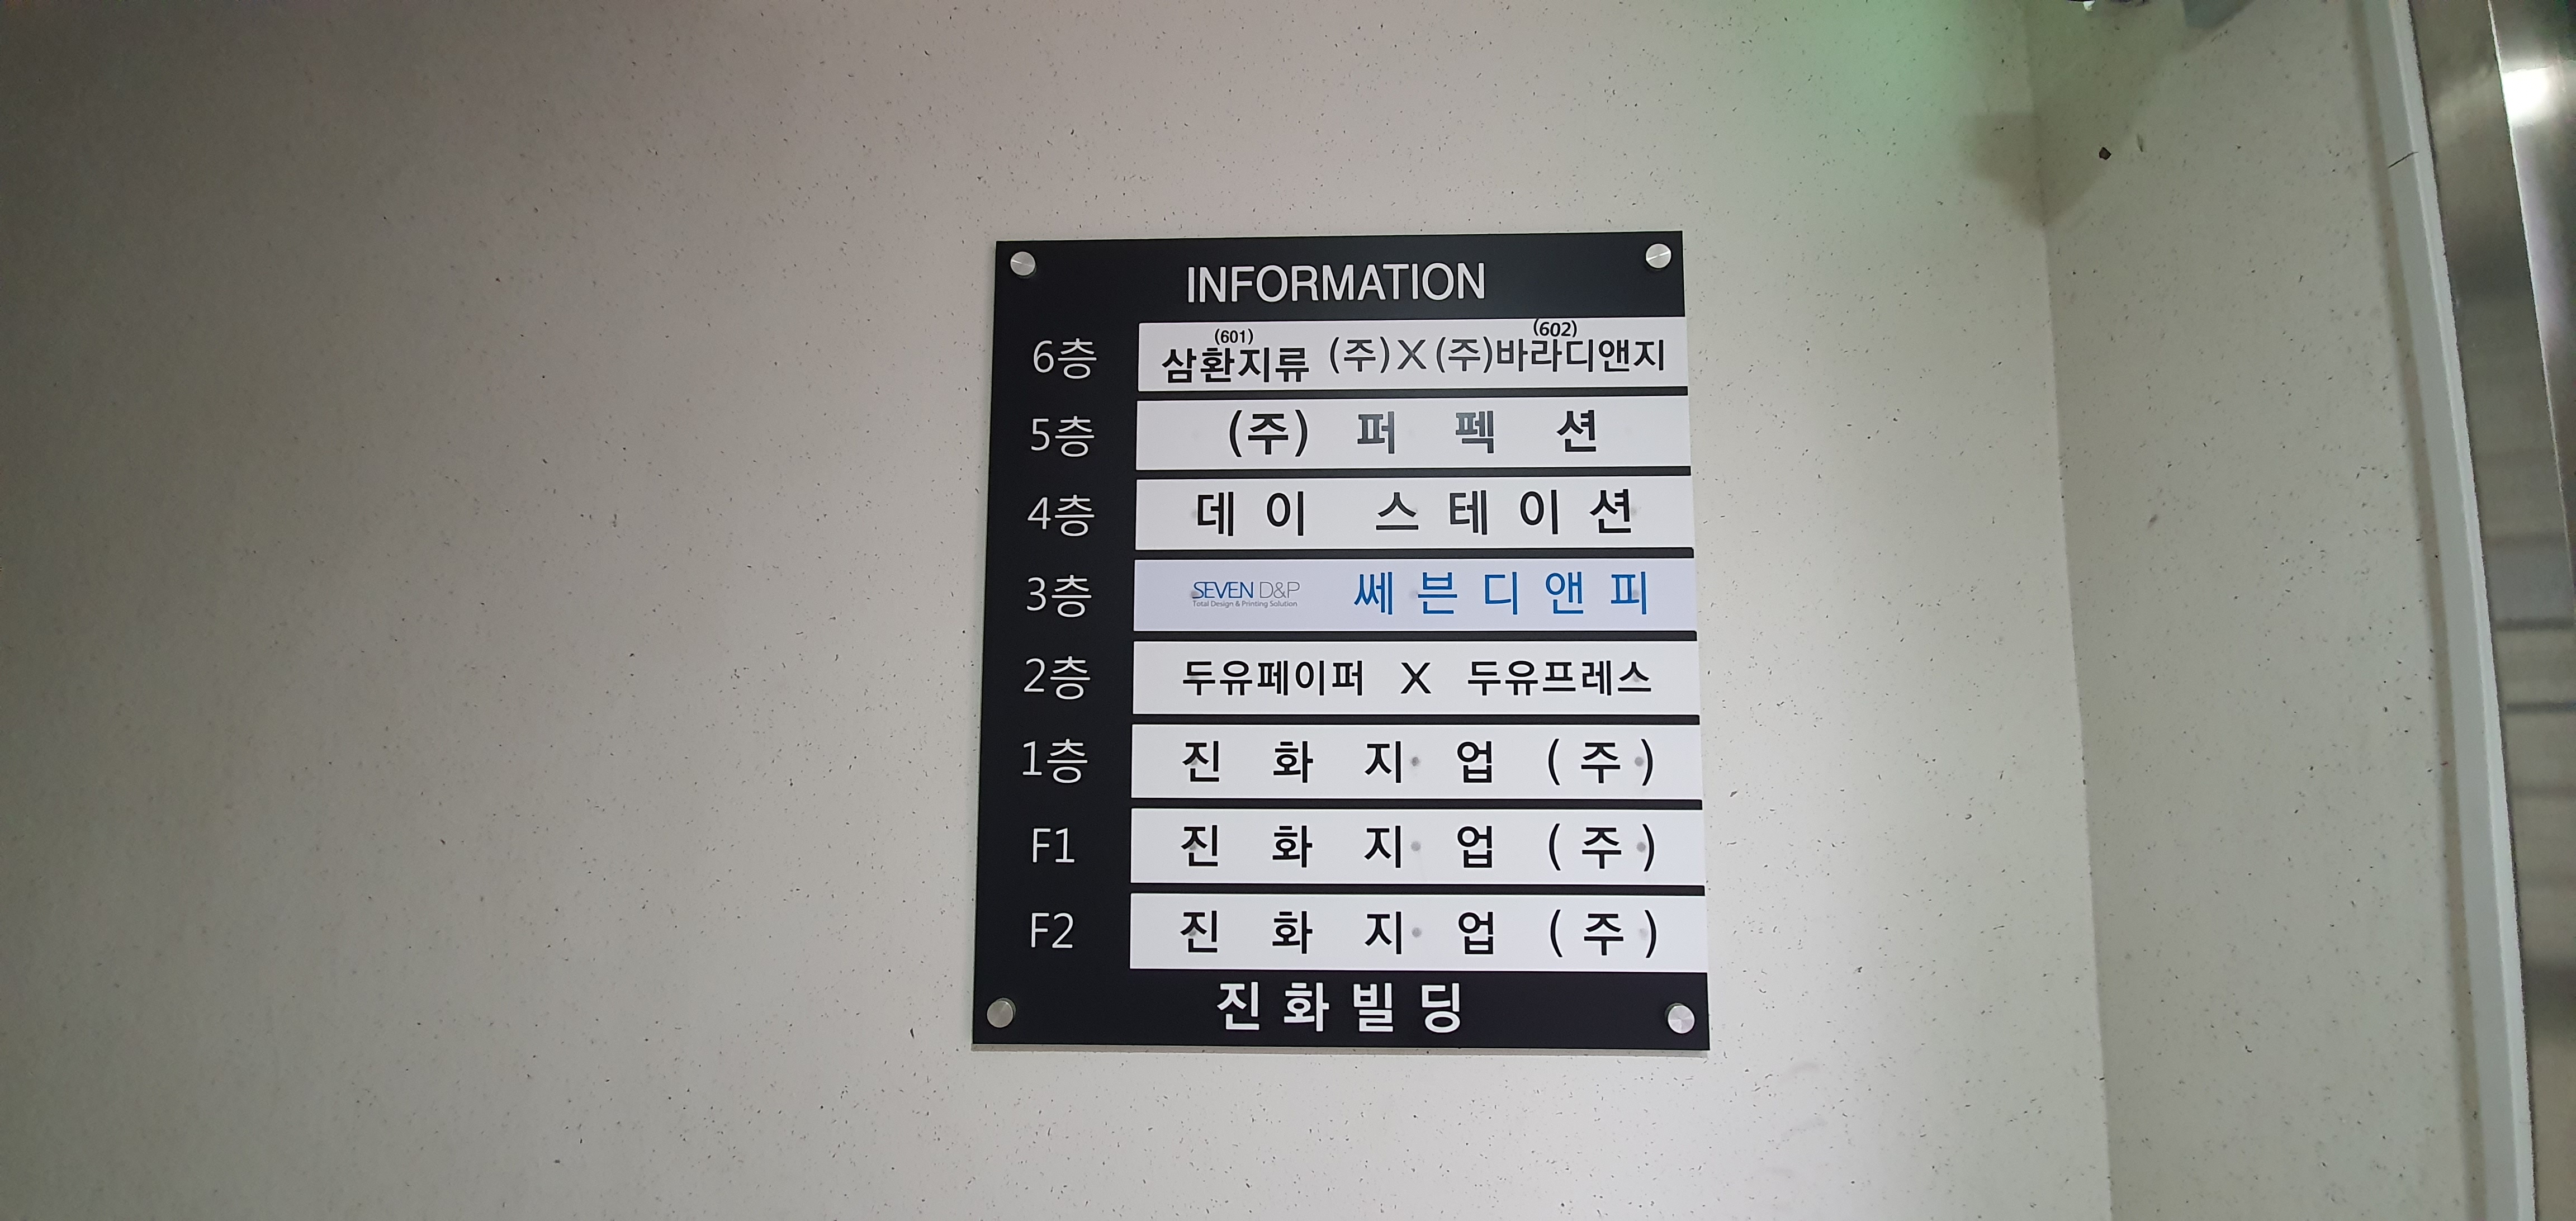 INFORMATION
(601) (602)
6층 삼환지류 (주) X (주)바라디앤지
5층 (주) 퍼 펙 션
4층 데 이 스 테 이 션
3층 SEVEN D&P 쎄 븐 디 앤 피
Total Design & Printing Solution
2층 두유페이퍼 X 두유프레스
1층 진 화 지 업 ( 주 )
F1 진 화 지 업 ( 주 )
F2 진 화 지 업 ( 주 )
진 화 빌 딩